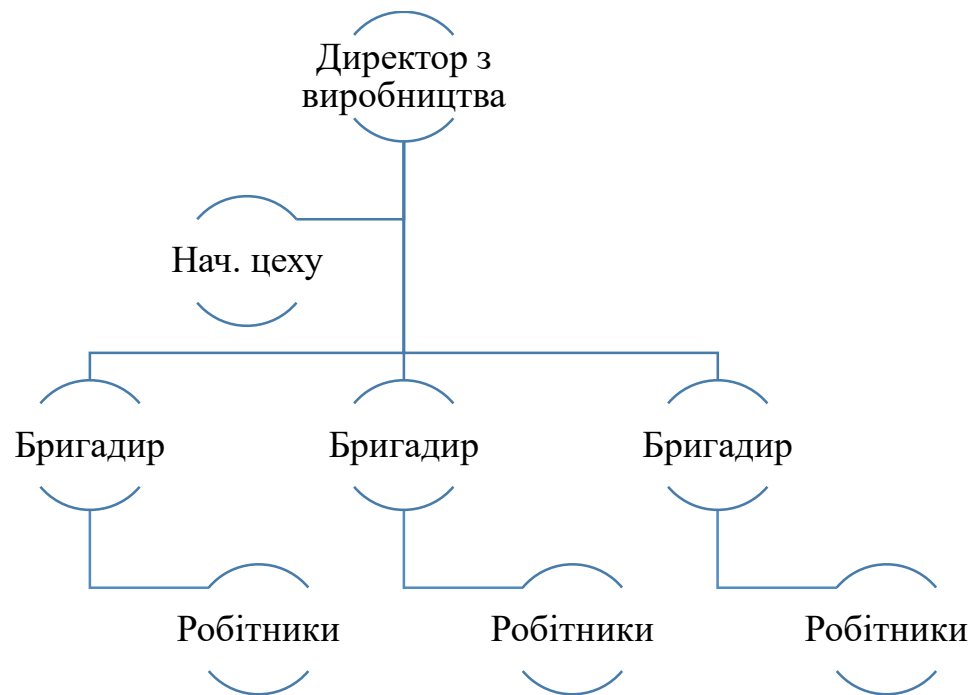 Директор з
виробництва
Нач. цеху
Бригадир
Бригадир
Бригадир
Робітники
Робітники
Робітники